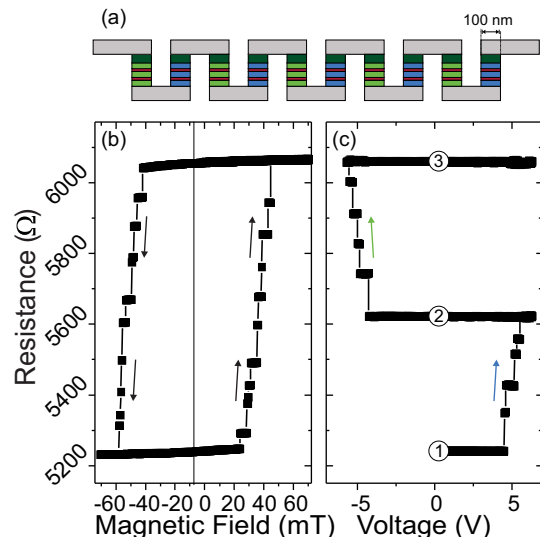 (a)
100 nm
(b)
(c)
Resistance (Ω)
6000
5800
5600
5400
5200
3
2
1
-60 -40 -20 0 20 40 60
-5 0 5
Magnetic Field (mT)
Voltage (V)